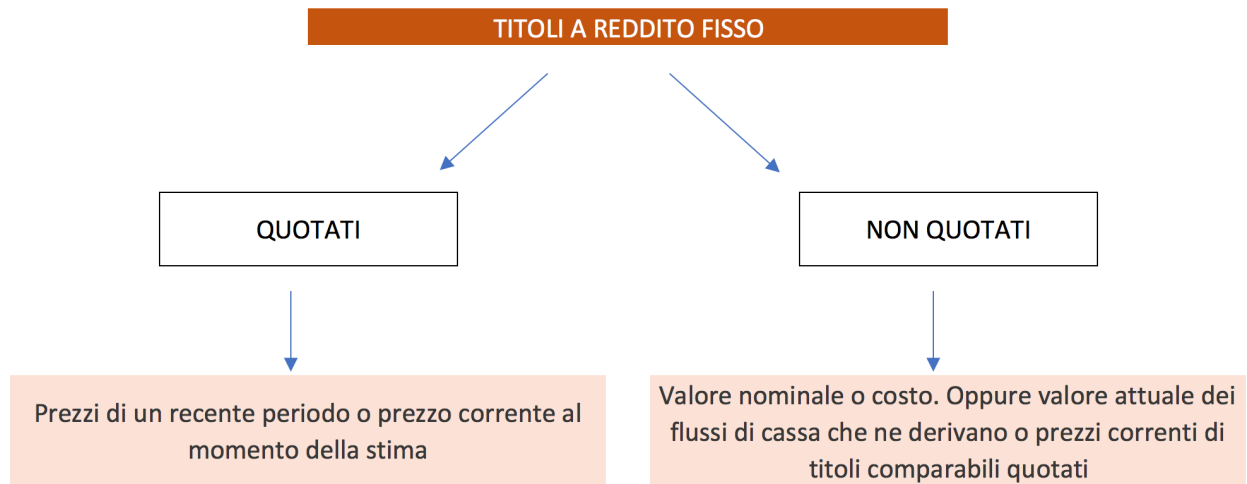 TITOLI A REDDITO FISSO
QUOTATI
NON QUOTATI
Prezzi di un recente periodo o prezzo corrente al
momento della stima
Valore nominale o costo. Oppure valore attuale dei
flussi di cassa che ne derivano o prezzi correnti di
titoli comparabili quotati